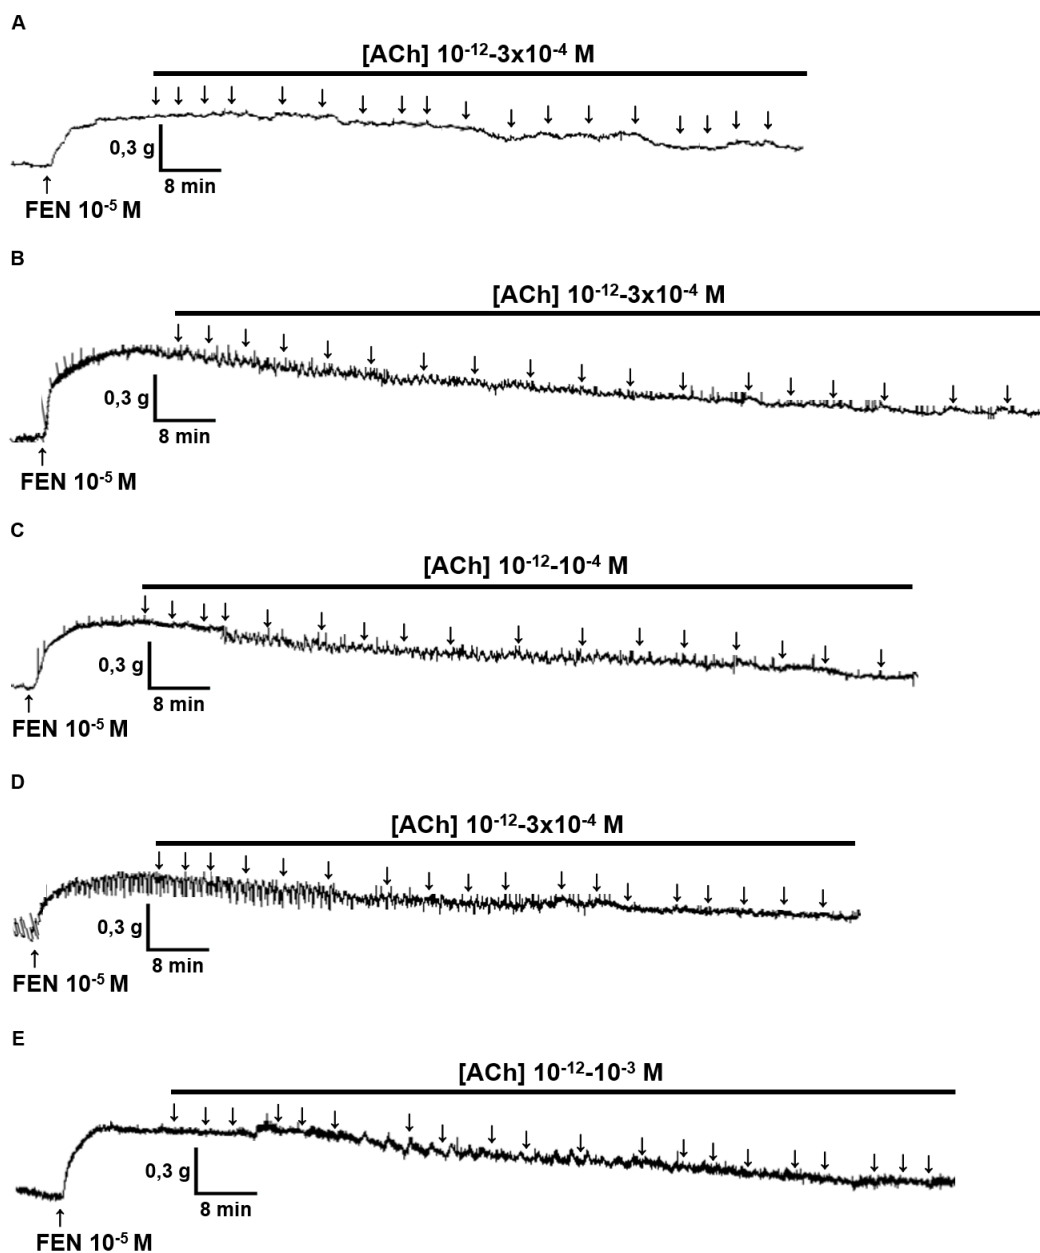 A
[ACh] 10⁻¹²-3x10⁻⁴ M
0,3 g
8 min
FEN 10⁻⁵ M
B
[ACh] 10⁻¹²-3x10⁻⁴ M
0,3 g
8 min
FEN 10⁻⁵ M
C
[ACh] 10⁻¹²-10⁻⁴ M
0,3 g
8 min
FEN 10⁻⁵ M
D
[ACh] 10⁻¹²-3x10⁻⁴ M
0,3 g
8 min
FEN 10⁻⁵ M
E
[ACh] 10⁻¹²-10⁻³ M
0,3 g
8 min
FEN 10⁻⁵ M